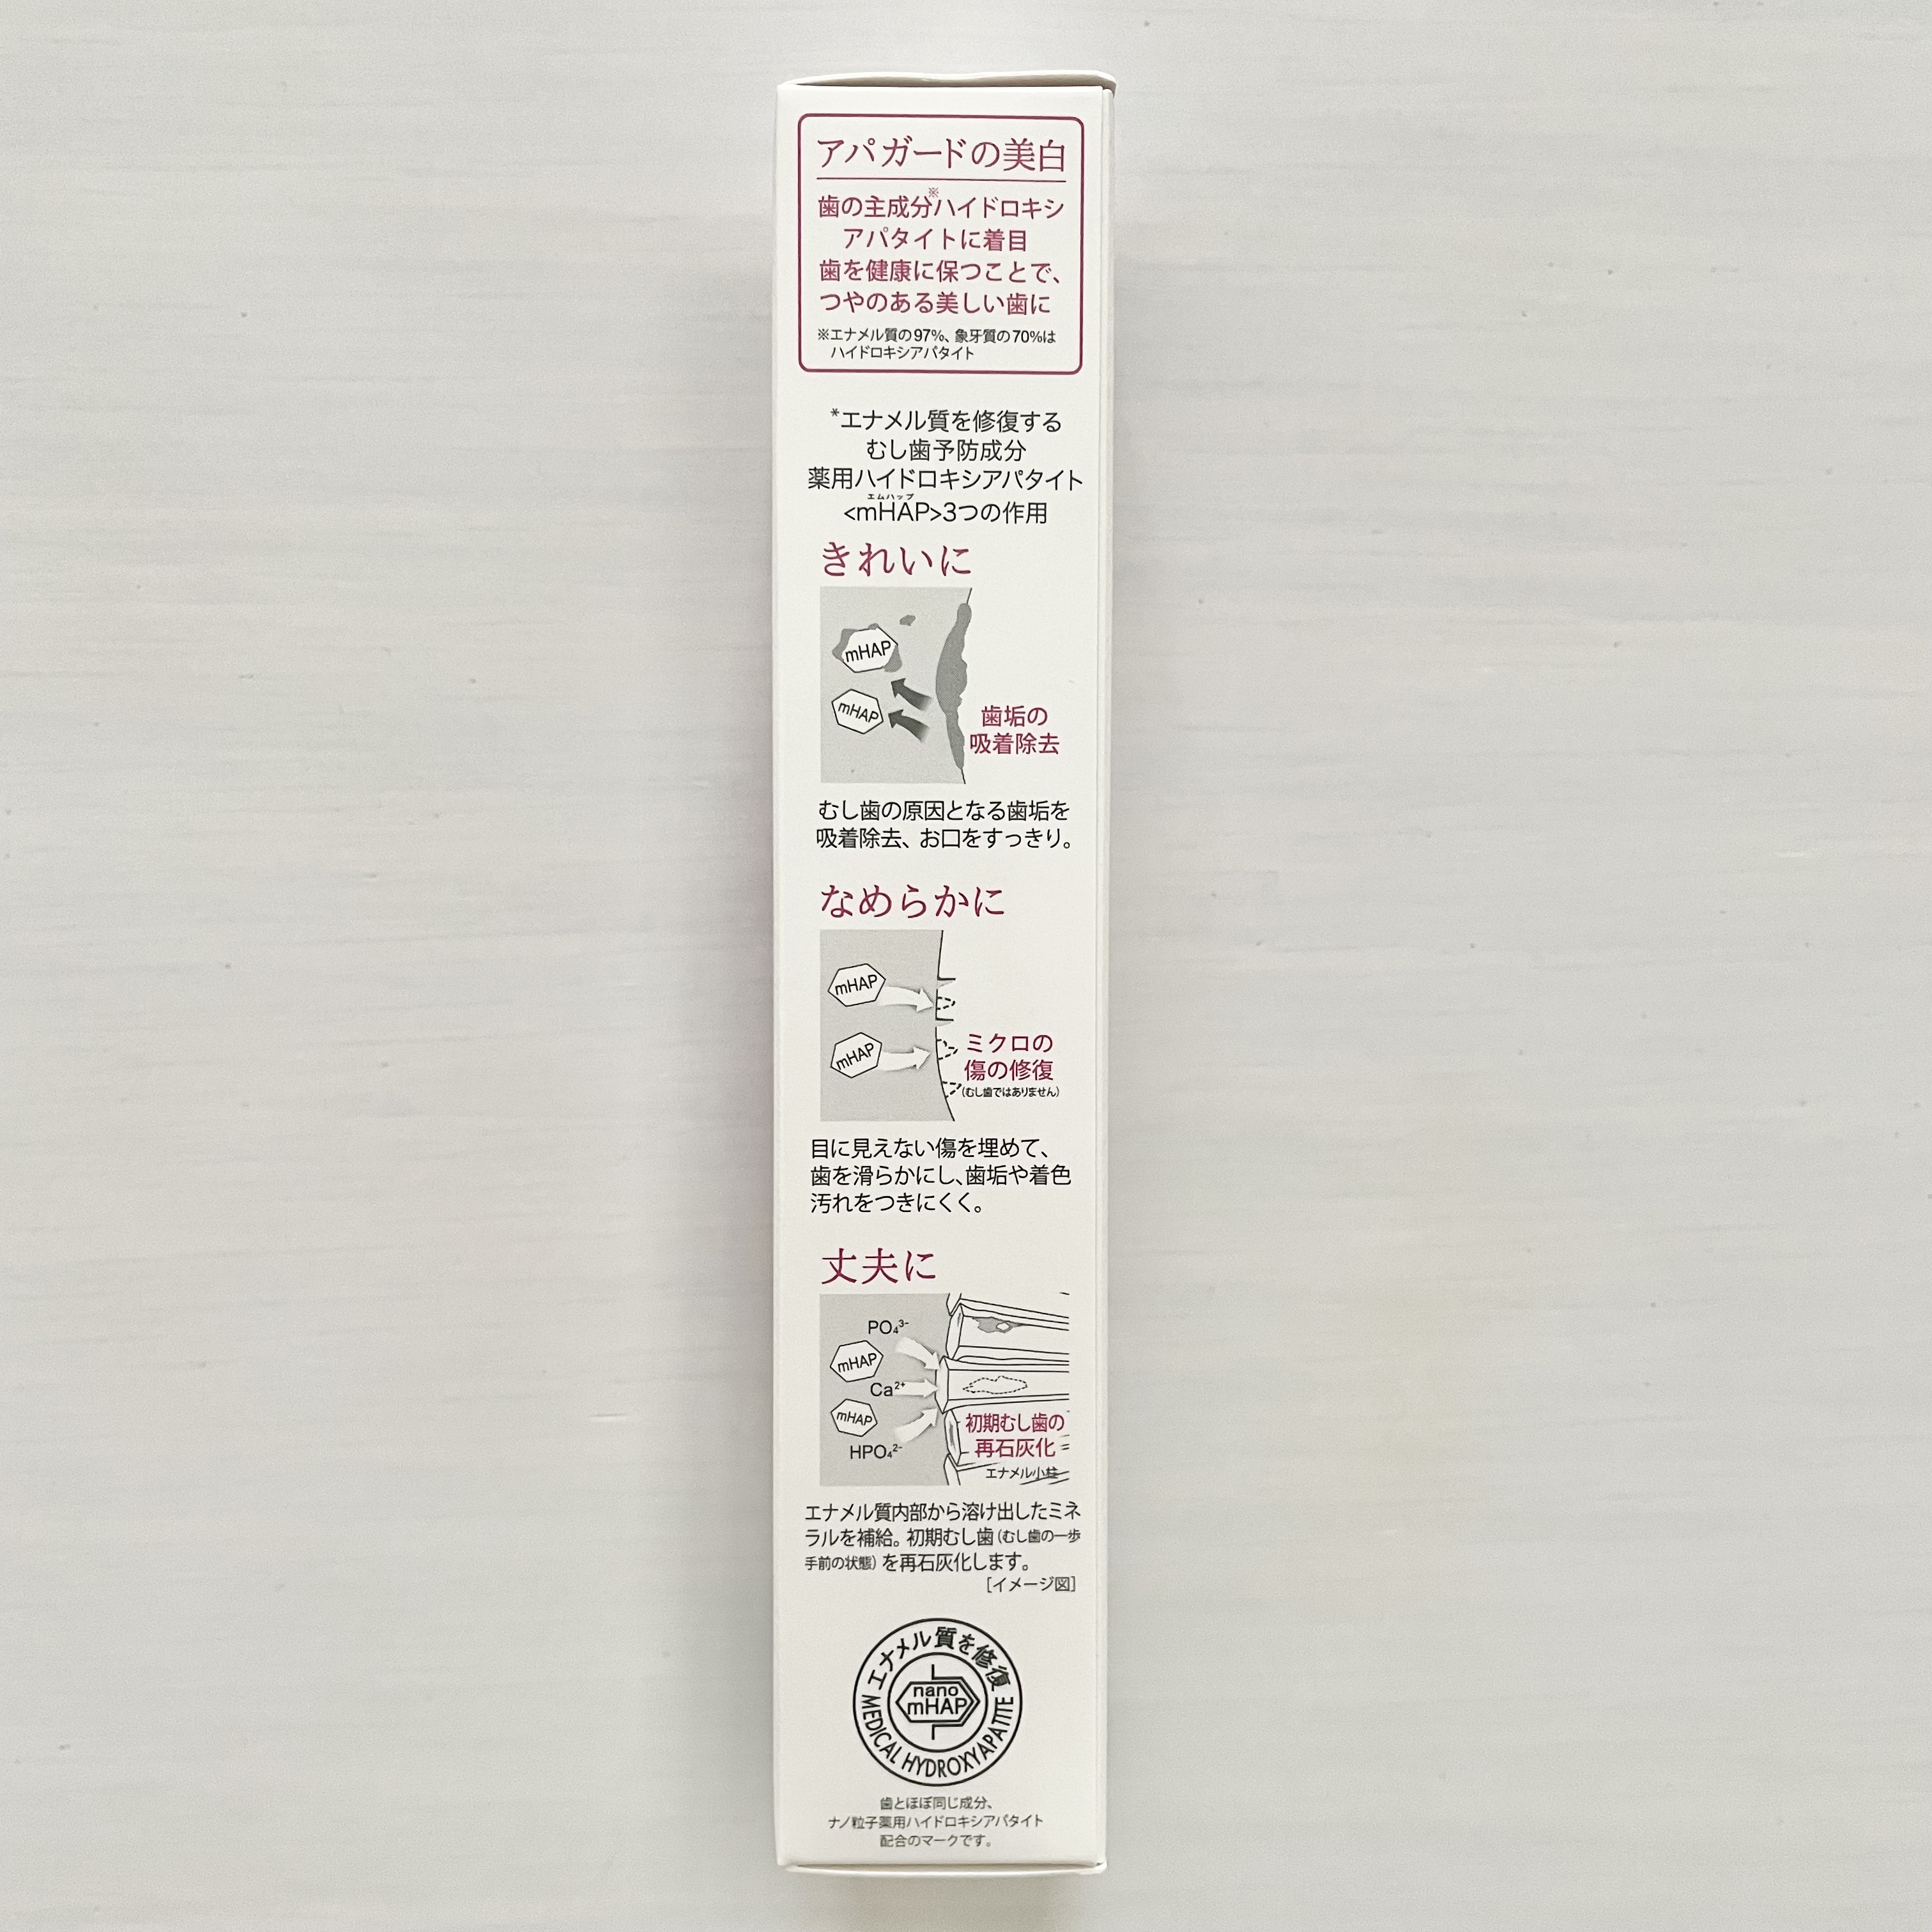 アパガードの美白
歯の主成分※ハイドロキシ
アパタイトに着目
歯を健康に保つことで、
つやのある美しい歯に
※エナメル質の97%、象牙質の70%は
ハイドロキシアパタイト
*エナメル質を修復する
むし歯予防成分
薬用ハイドロキシアパタイト
エムハップ
<mHAP>3つの作用
きれいに
mHAP
mHAP
歯垢の
吸着除去
むし歯の原因となる歯垢を
吸着除去、お口をすっきり。
なめらかに
mHAP
mHAP
ミクロの
傷の修復
(むし歯ではありません)
目に見えない傷を埋めて、
歯を滑らかにし、歯垢や着色
汚れをつきにくく。
丈夫に
PO₄³⁻
mHAP
Ca²⁺
mHAP
HPO₄²⁻
初期むし歯の
再石灰化
エナメル小柱
エナメル質内部から溶け出したミネ
ラルを補給。初期むし歯(むし歯の一歩
手前の状態)を再石灰化します。
[イメージ図]
エナメル質を修復
nano
mHAP
MEDICAL HYDROXYAPATITE
歯とほぼ同じ成分、
ナノ粒子薬用ハイドロキシアパタイト
配合のマークです。